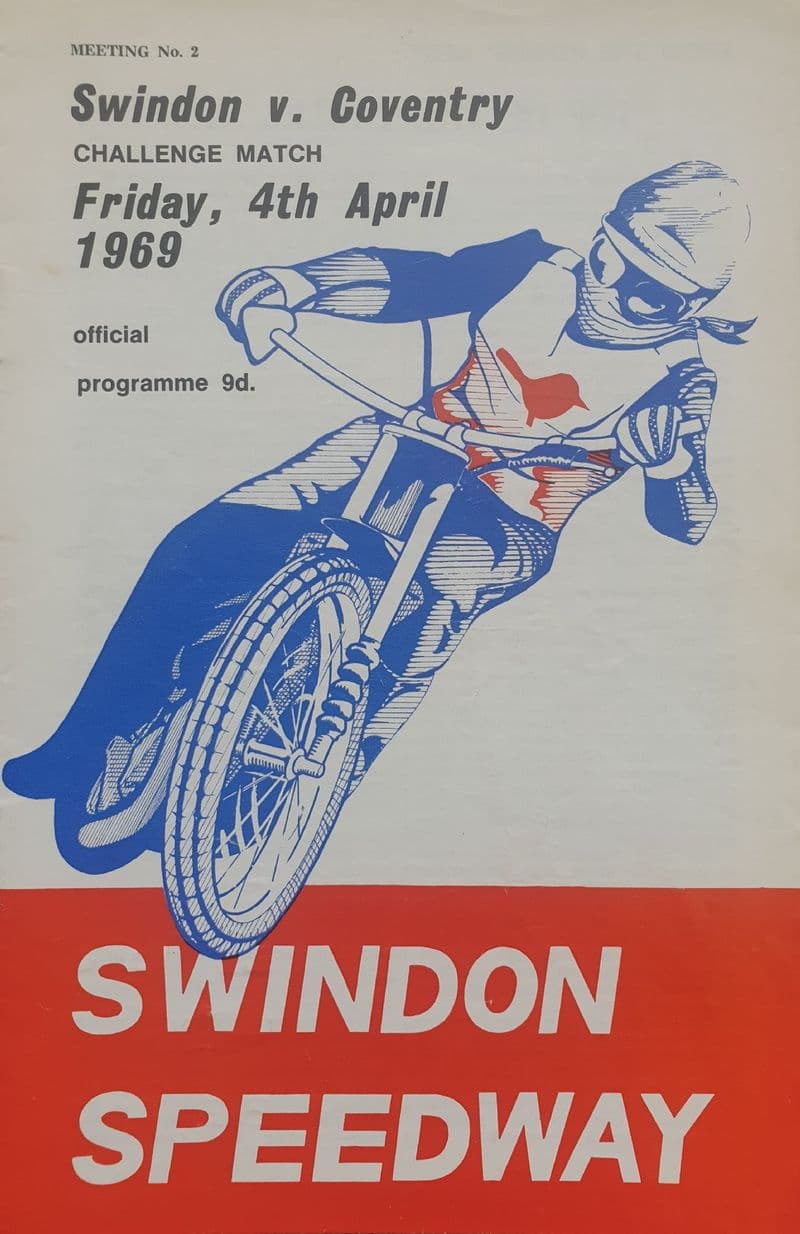 MEETING No. 2
Swindon v. Coventry
CHALLENGE MATCH
Friday, 4th April
1969
official
programme 9d.
SWINDON
SPEEDWAY